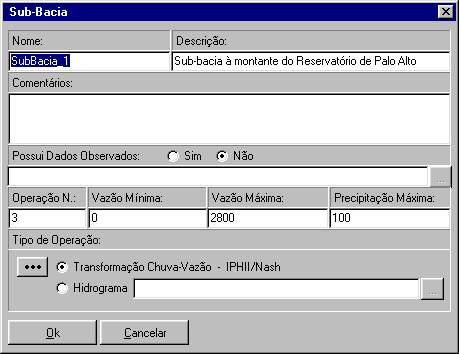 Sub-Bacia
Nome: Descrição:
SubBacia_1 Sub-bacia à montante do Reservatório de Palo Alto
Comentários:
Possui Dados Observados: Sim Não
...
Operação N.: Vazão Mínima: Vazão Máxima: Precipitação Máxima:
3 0 2800 100
Tipo de Operação:
... Transformação Chuva-Vazão - IPHII/Nash
Hidrograma ...
Ok Cancelar